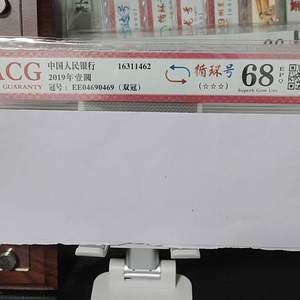 ACG
GUARANTY
中国人民银行 16311462
2019年壹圆
冠号：EE04690469（双冠）
循环号
(☆☆☆)
68 EPQ
Superb Gem Unc